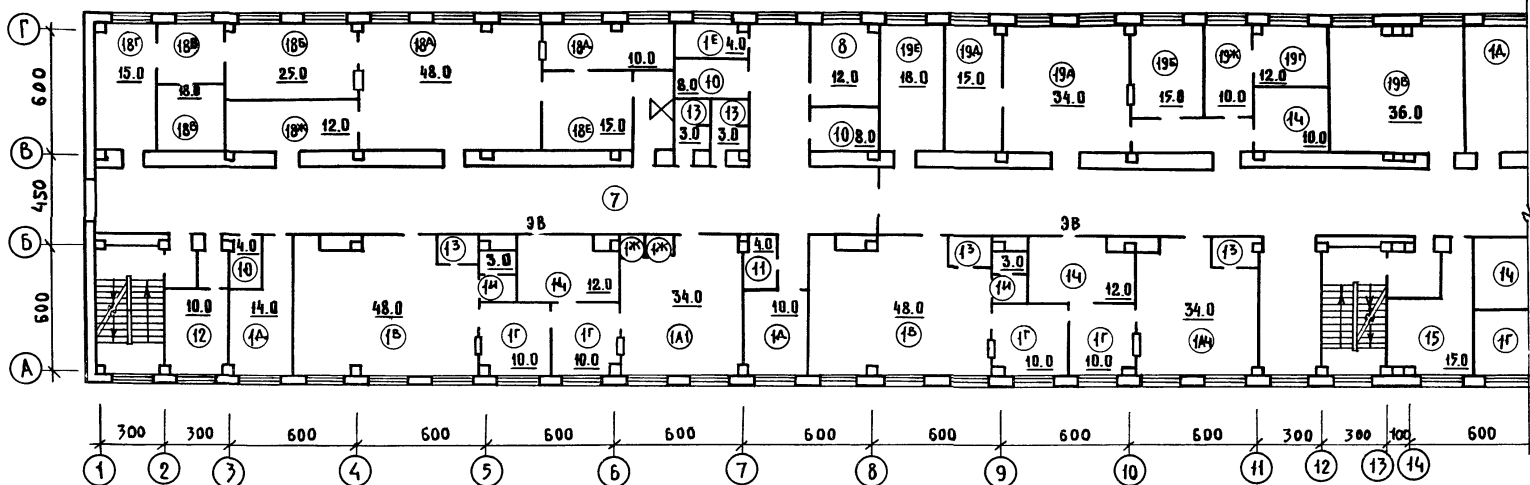 Г 18Г 18Д 18Б 18А 18Д 1Е 4.0 8 19Е 19Д 19А 19Б 19Ж 19Г 19В 1Д
15.0 25.0 48.0 10.0 12.0 18.0 15.0 34.0 15.0 10.0 12.0 36.0
600 18.0 8.0 10
18В 18Ж 12.0 18Е 15.0 13 13 10 8.0 14 10.0
В 3.0 3.0
450 7
ЭВ ЭВ
Б 4.0 13 1Ж 1Ж 4.0 13 13
10 3.0 14 11 3.0 14 14
600 10.0 14.0 48.0 1И 12.0 34.0 10.0 48.0 1И 12.0 34.0
12 1Д 1В 1Г 1Г 1А1 1Д 1В 1Г 1Г 1А4 15 1Г
А 10.0 10.0 10.0 10.0 15.0
300 300 600 600 600 600 600 600 600 600 300 300 100 600
1 2 3 4 5 6 7 8 9 10 11 12 13 14